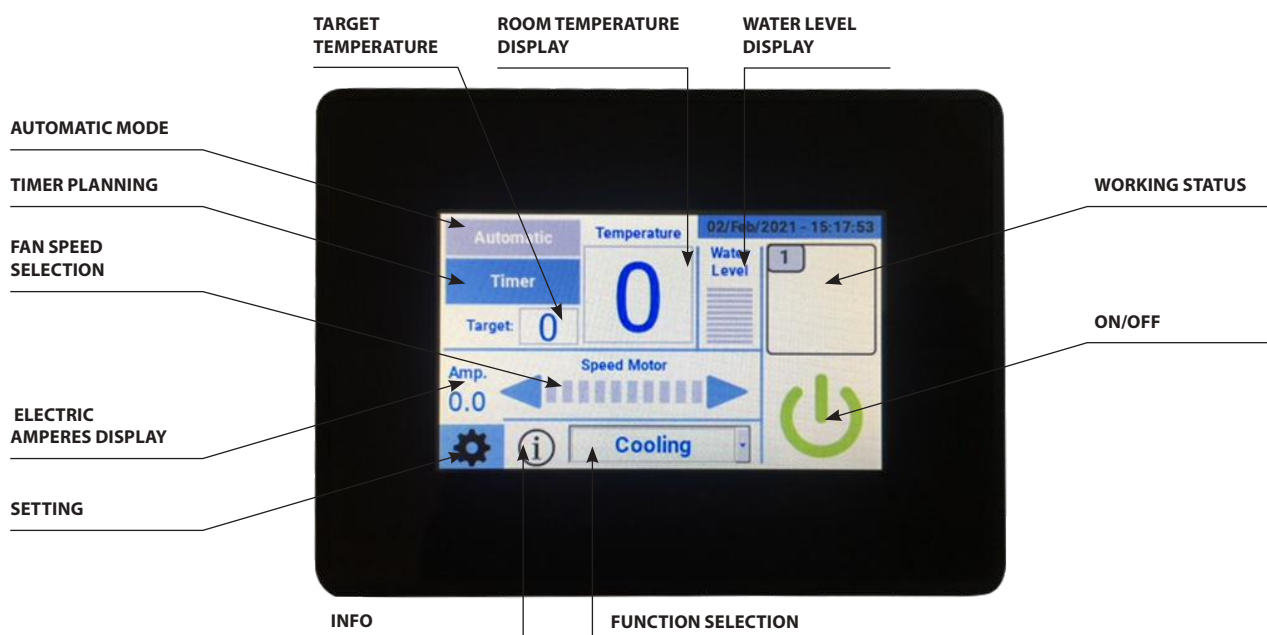 TARGET
TEMPERATURE
ROOM TEMPERATURE
DISPLAY
WATER LEVEL
DISPLAY
AUTOMATIC MODE
TIMER PLANNING
FAN SPEED
SELECTION
ELECTRIC
AMPERES DISPLAY
SETTING
WORKING STATUS
ON/OFF
Automatic
Temperature
02/Feb/2021 - 15:17:53
Water
Level
1
Timer
0
Target:
0
Amp.
0.0
Speed Motor
i
Cooling
INFO
FUNCTION SELECTION